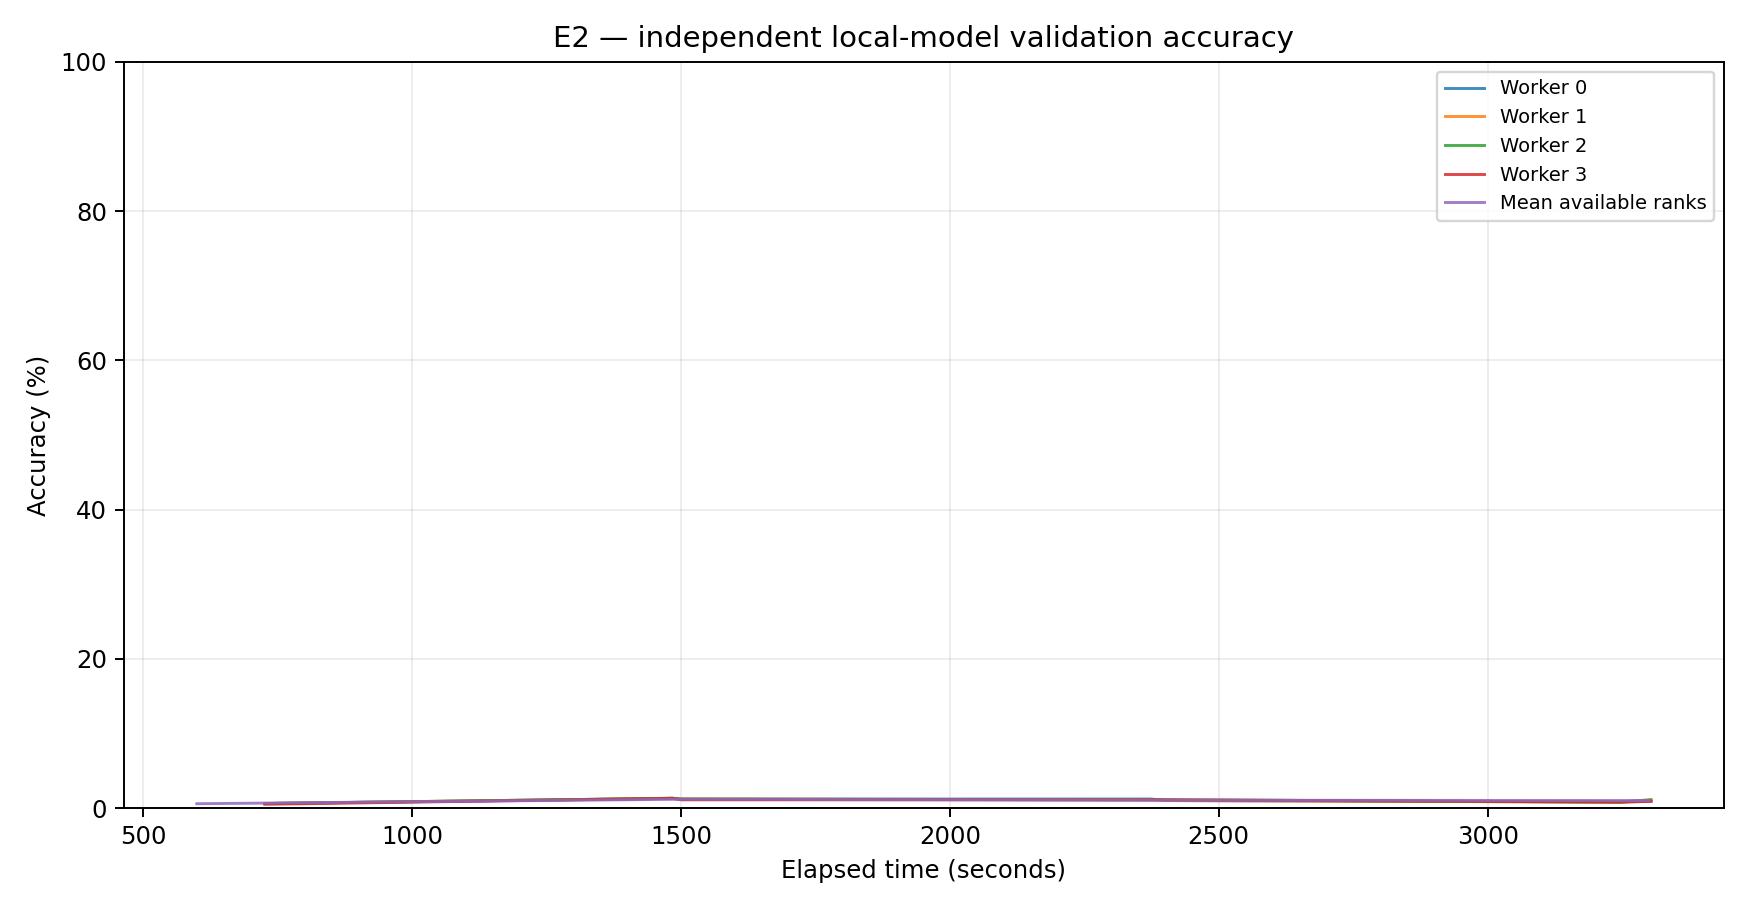 E2 — independent local-model validation accuracy
100
80
60
40
20
0
Accuracy (%)
Worker 0
Worker 1
Worker 2
Worker 3
Mean available ranks
500
1000
1500
2000
2500
3000
Elapsed time (seconds)